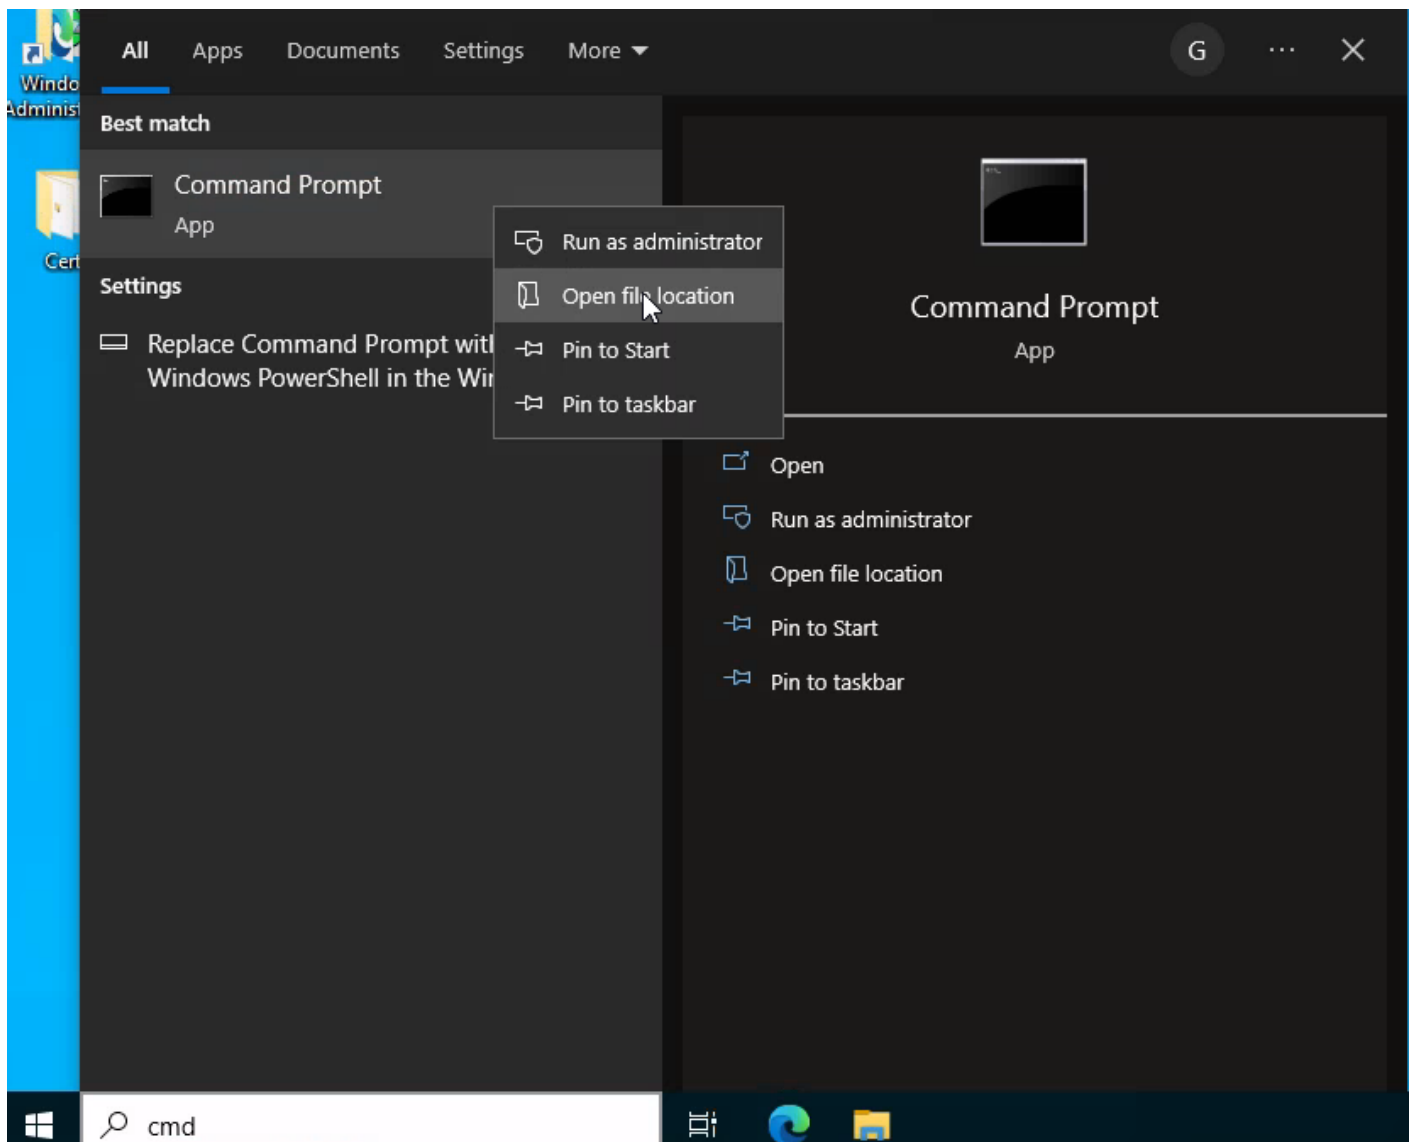 Windo
Adminis
Cert
All Apps Documents Settings More
G
Best match
Command Prompt
App
Settings
Replace Command Prompt with
Windows PowerShell in the Wi
Run as administrator
Open file location
Pin to Start
Pin to taskbar
Command Prompt
App
Open
Run as administrator
Open file location
Pin to Start
Pin to taskbar
cmd